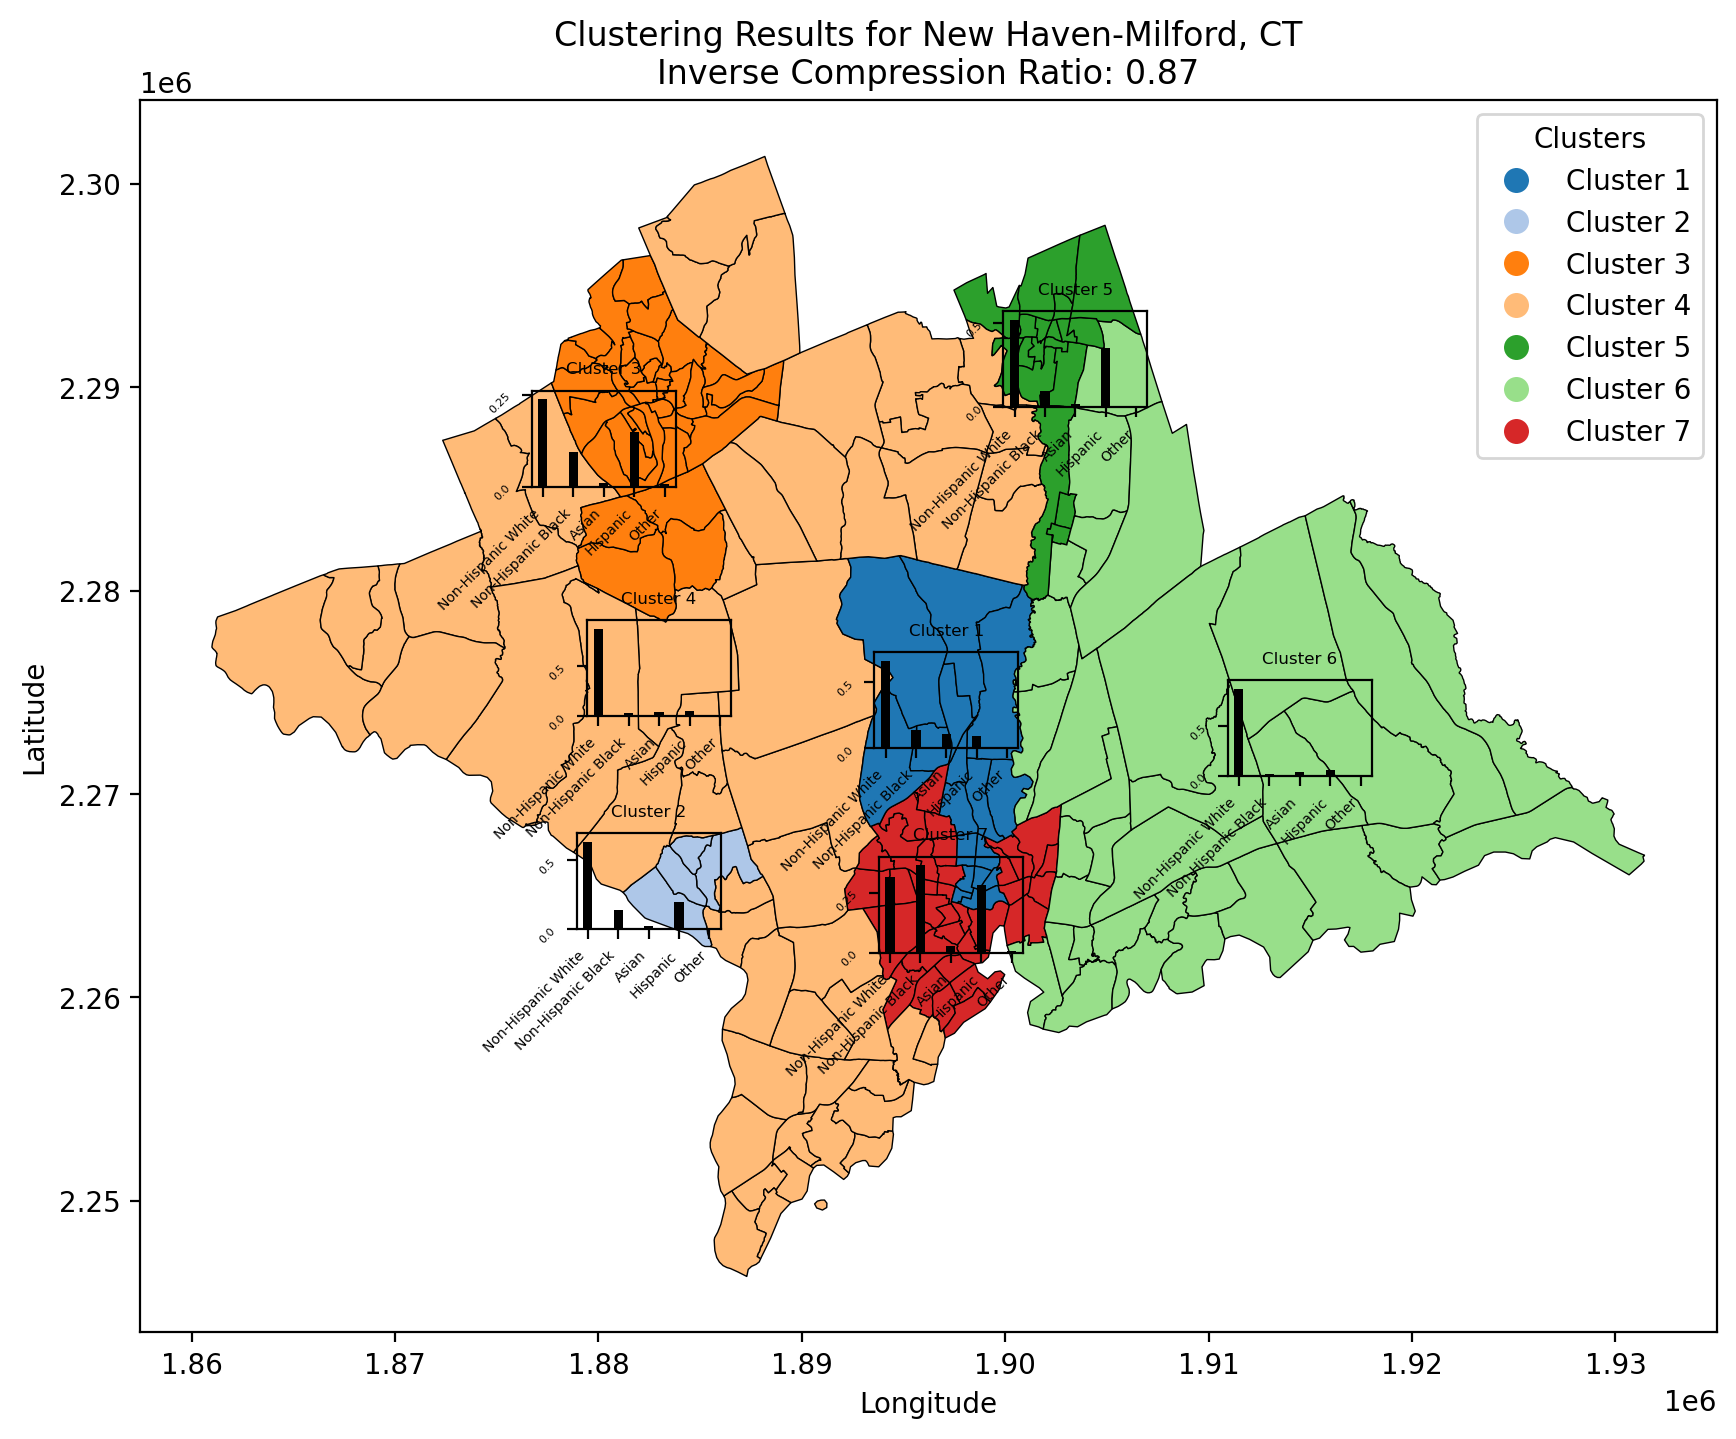 Clustering Results for New Haven-Milford, CT
Inverse Compression Ratio: 0.87
1e6
Clusters
Cluster 1
Cluster 2
Cluster 3
Cluster 4
Cluster 5
Cluster 6
Cluster 7
2.30
2.29
2.28
2.27
2.26
2.25
Latitude
Cluster 5
0.5
0.0
Non-Hispanic White
Non-Hispanic Black
Asian
Hispanic
Other
Cluster 3
0.25
0.0
Non-Hispanic White
Non-Hispanic Black
Asian
Hispanic
Other
Cluster 4
0.5
0.0
Non-Hispanic White
Non-Hispanic Black
Asian
Hispanic
Other
Cluster 1
0.5
0.0
Non-Hispanic White
Non-Hispanic Black
Asian
Hispanic
Other
Cluster 6
0.5
0.0
Non-Hispanic White
Non-Hispanic Black
Asian
Hispanic
Other
Cluster 2
0.5
0.0
Non-Hispanic White
Non-Hispanic Black
Asian
Hispanic
Other
Cluster 7
0.25
0.0
Non-Hispanic White
Non-Hispanic Black
Asian
Hispanic
Other
1.86
1.87
1.88
1.89
1.90
1.91
1.92
1.93
Longitude
1e6